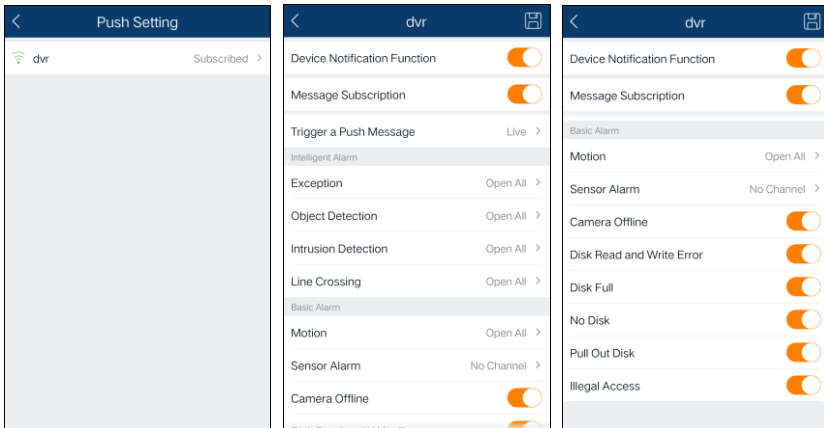 Push Setting
dvr Subscribed
dvr
Device Notification Function
Message Subscription
Trigger a Push Message Live
Intelligent Alarm
Exception Open All
Object Detection Open All
Intrusion Detection Open All
Line Crossing Open All
Basic Alarm
Motion Open All
Sensor Alarm No Channel
Camera Offline
dvr
Device Notification Function
Message Subscription
Basic Alarm
Motion Open All
Sensor Alarm No Channel
Camera Offline
Disk Read and Write Error
Disk Full
No Disk
Pull Out Disk
Illegal Access